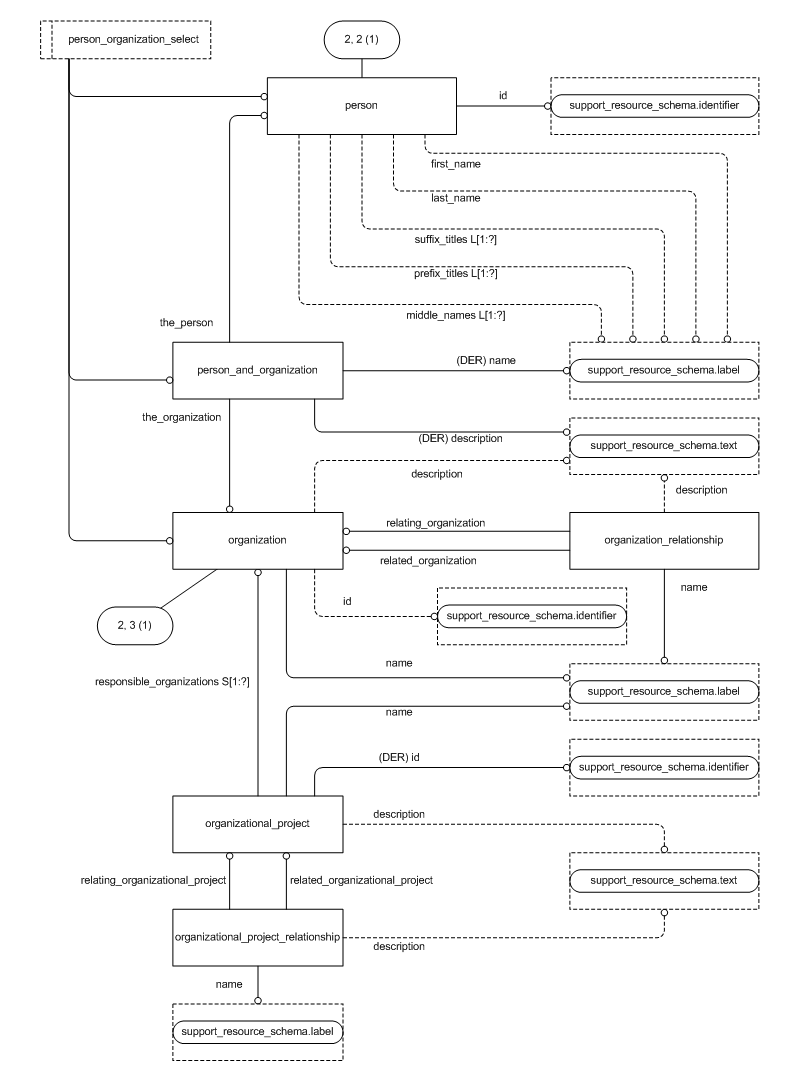 person_organization_select
2, 2 (1)
person
id
support_resource_schema.identifier
first_name
last_name
suffix_titles L[1:?]
prefix_titles L[1:?]
middle_names L[1:?]
the_person
person_and_organization
(DER) name
support_resource_schema.label
the_organization
(DER) description
support_resource_schema.text
description
description
organization
relating_organization
related_organization
organization_relationship
name
id
support_resource_schema.identifier
2, 3 (1)
name
responsible_organizations S[1:?]
support_resource_schema.label
name
(DER) id
support_resource_schema.identifier
organizational_project
description
relating_organizational_project
related_organizational_project
support_resource_schema.text
organizational_project_relationship
description
name
support_resource_schema.label